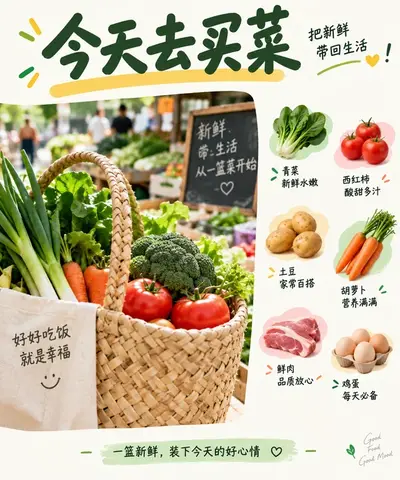 今天去买菜
把新鲜
带回生活
!
新鲜
带:生活
从一篮菜开始
好好吃饭
就是幸福
青菜
新鲜水嫩
西红柿
酸甜多汁
土豆
家常百搭
胡萝卜
营养满满
鲜肉
品质放心
鸡蛋
每天必备
一篮新鲜，装下今天的好心情
Good
Food
Good Mood